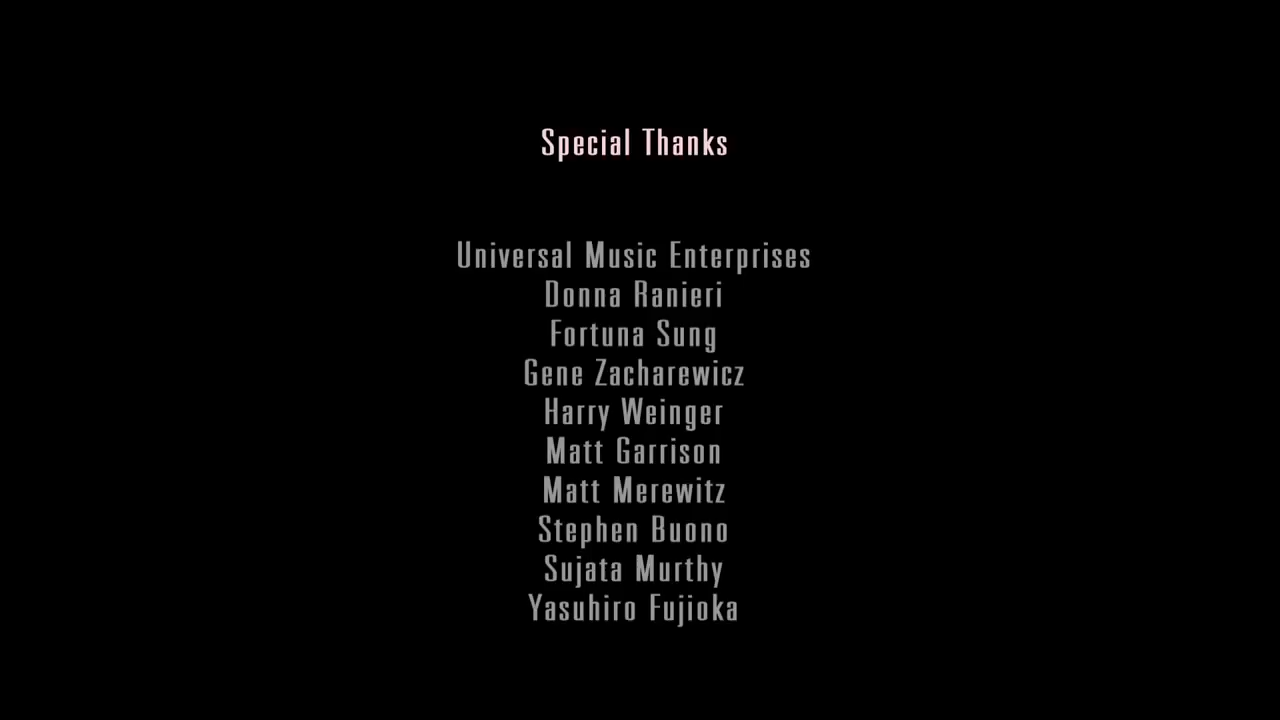 Special Thanks
Universal Music Enterprises
Donna Ranieri
Fortuna Sung
Gene Zacharewicz
Harry Weinger
Matt Garrison
Matt Merewitz
Stephen Buono
Sujata Murthy
Yasuhiro Fujioka